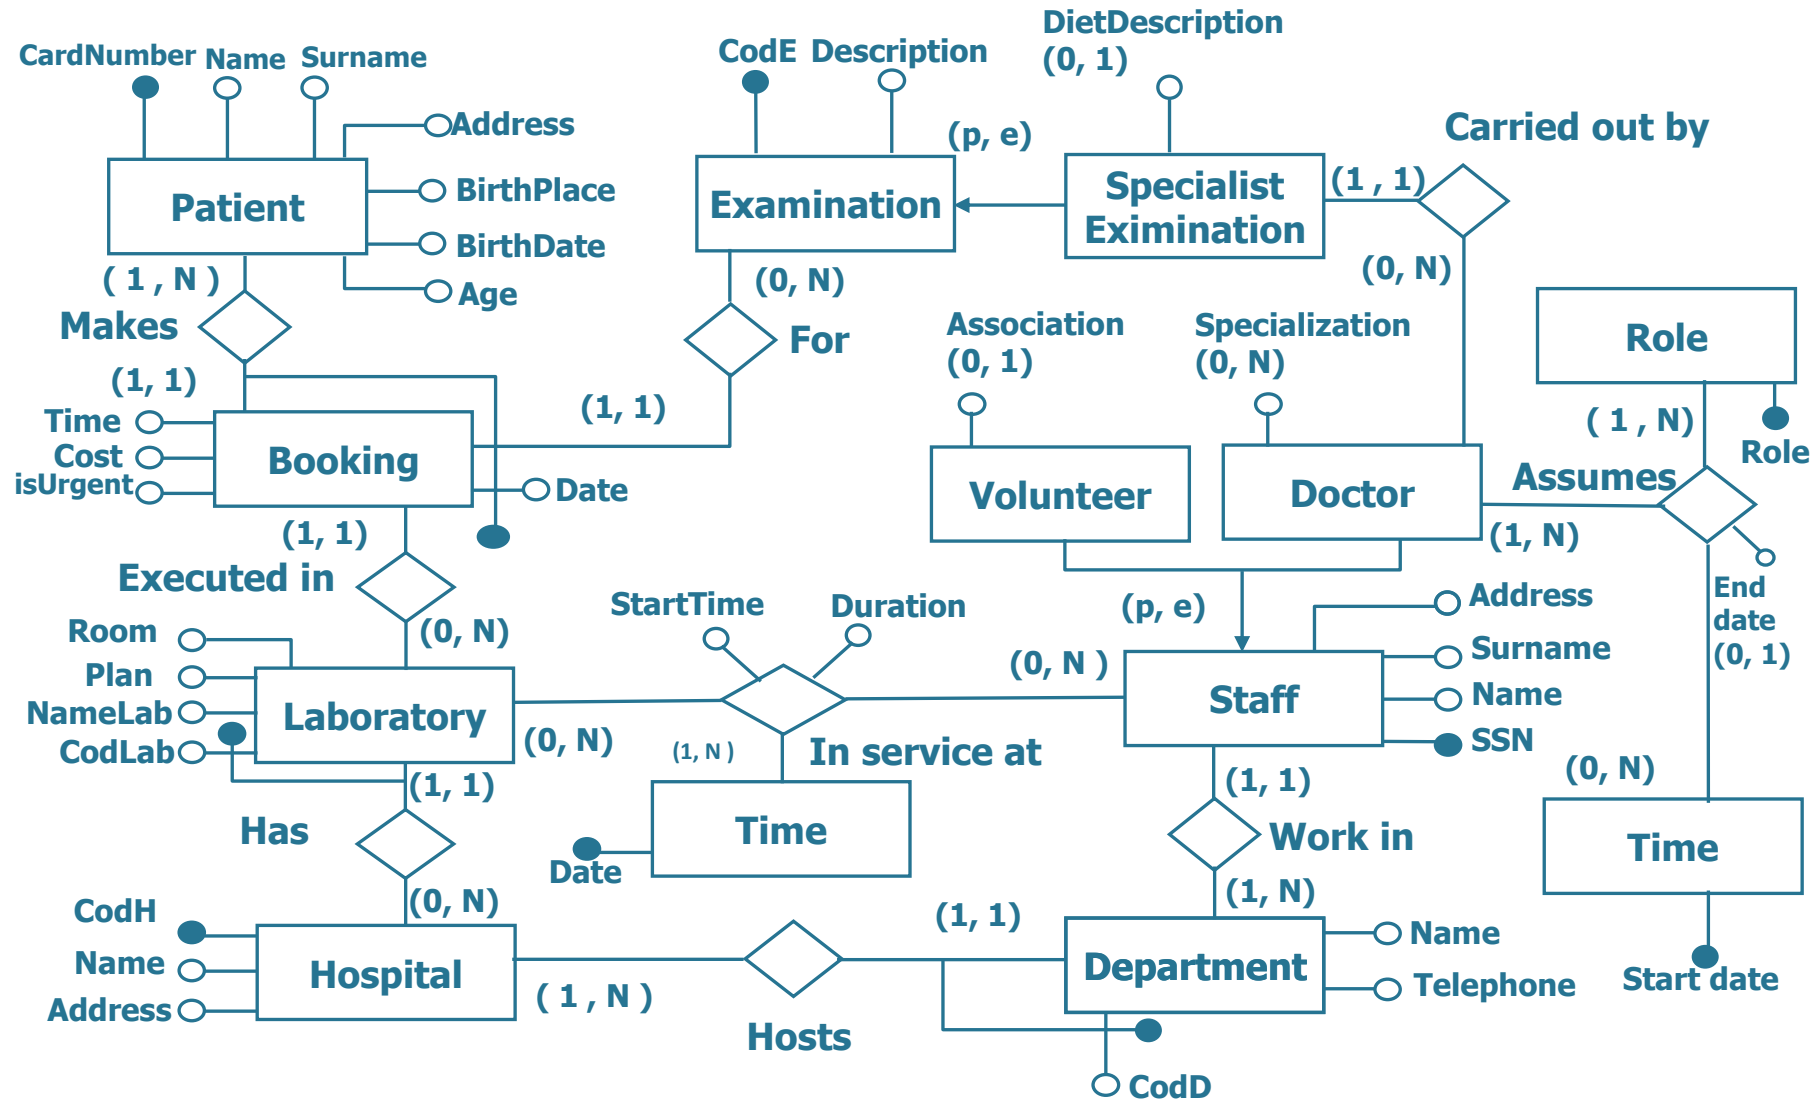 DietDescription
(0, 1)
CardNumber Name Surname
CodE Description
Address
(p, e)
Carried out by
Patient
BirthPlace
BirthDate
Age
Examination
Specialist
Eximination
(1 , 1)
( 1 , N )
(0, N)
(0, N)
Makes
For
Association
(0, 1)
Specialization
(0, N)
Role
(1, 1)
(1, 1)
( 1 , N)
Role
Time
Cost
isUrgent
Booking
Date
Volunteer
Doctor
Assumes
(1, 1)
(1, N)
Executed in
StartTime
Duration
(p, e)
Address
End
date
(0, 1)
Room
Plan
NameLab
CodLab
(0, N)
(0, N )
Surname
Name
SSN
Laboratory
Staff
(0, N)
(1, N )
In service at
(1, 1)
(1, 1)
(0, N)
Has
Time
Date
Work in
Time
(0, N)
(1, N)
CodH
Name
Address
Hospital
(1, 1)
Department
Name
Telephone
Start date
( 1 , N )
Hosts
CodD